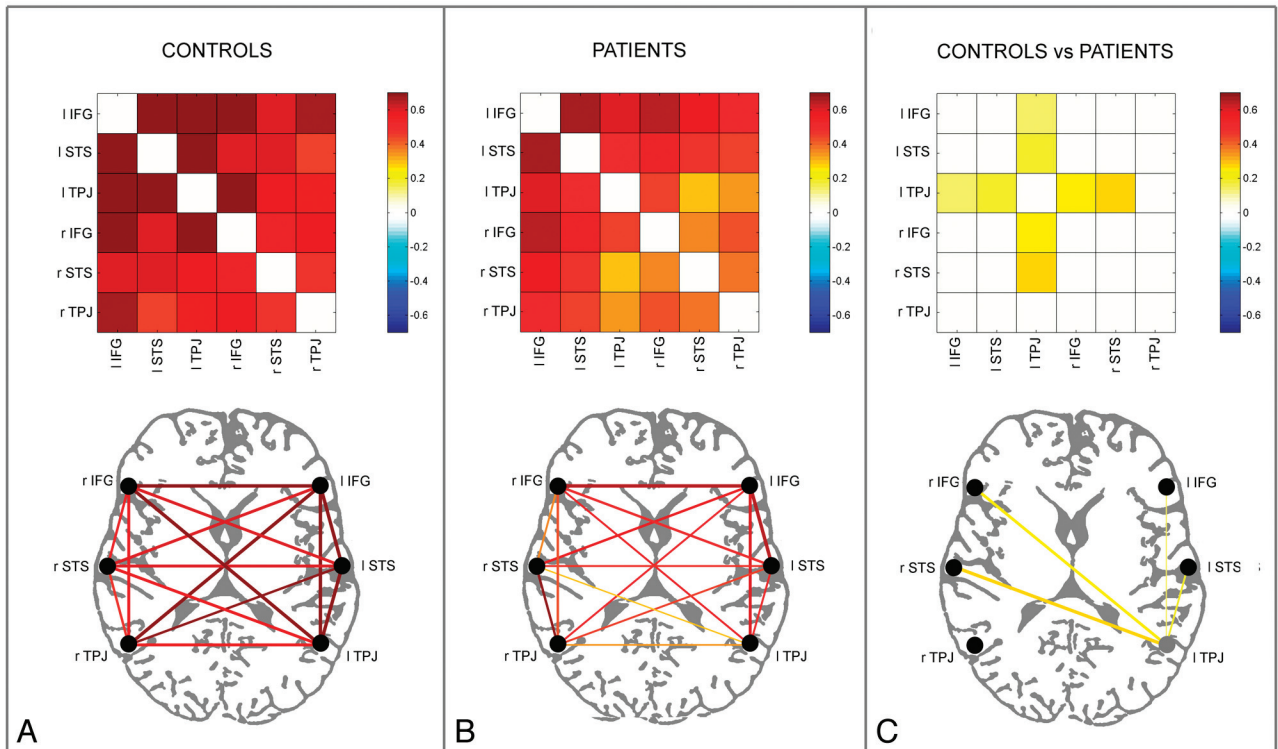 CONTROLS
l IFG
l STS
l TPJ
r IFG
r STS
r TPJ
l IFG
l STS
l TPJ
r IFG
r STS
r TPJ
0.6
0.4
0.2
0
-0.2
-0.4
-0.6
r IFG
l IFG
r STS
l STS
r TPJ
l TPJ
A
PATIENTS
l IFG
l STS
l TPJ
r IFG
r STS
r TPJ
l IFG
l STS
l TPJ
r IFG
r STS
r TPJ
0.6
0.4
0.2
0
-0.2
-0.4
-0.6
r IFG
l IFG
r STS
l STS
r TPJ
l TPJ
B
CONTROLS vs PATIENTS
l IFG
l STS
l TPJ
r IFG
r STS
r TPJ
l IFG
l STS
l TPJ
r IFG
r STS
r TPJ
0.6
0.4
0.2
0
-0.2
-0.4
-0.6
r IFG
l IFG
r STS
l STS s
r TPJ
l TPJ
C